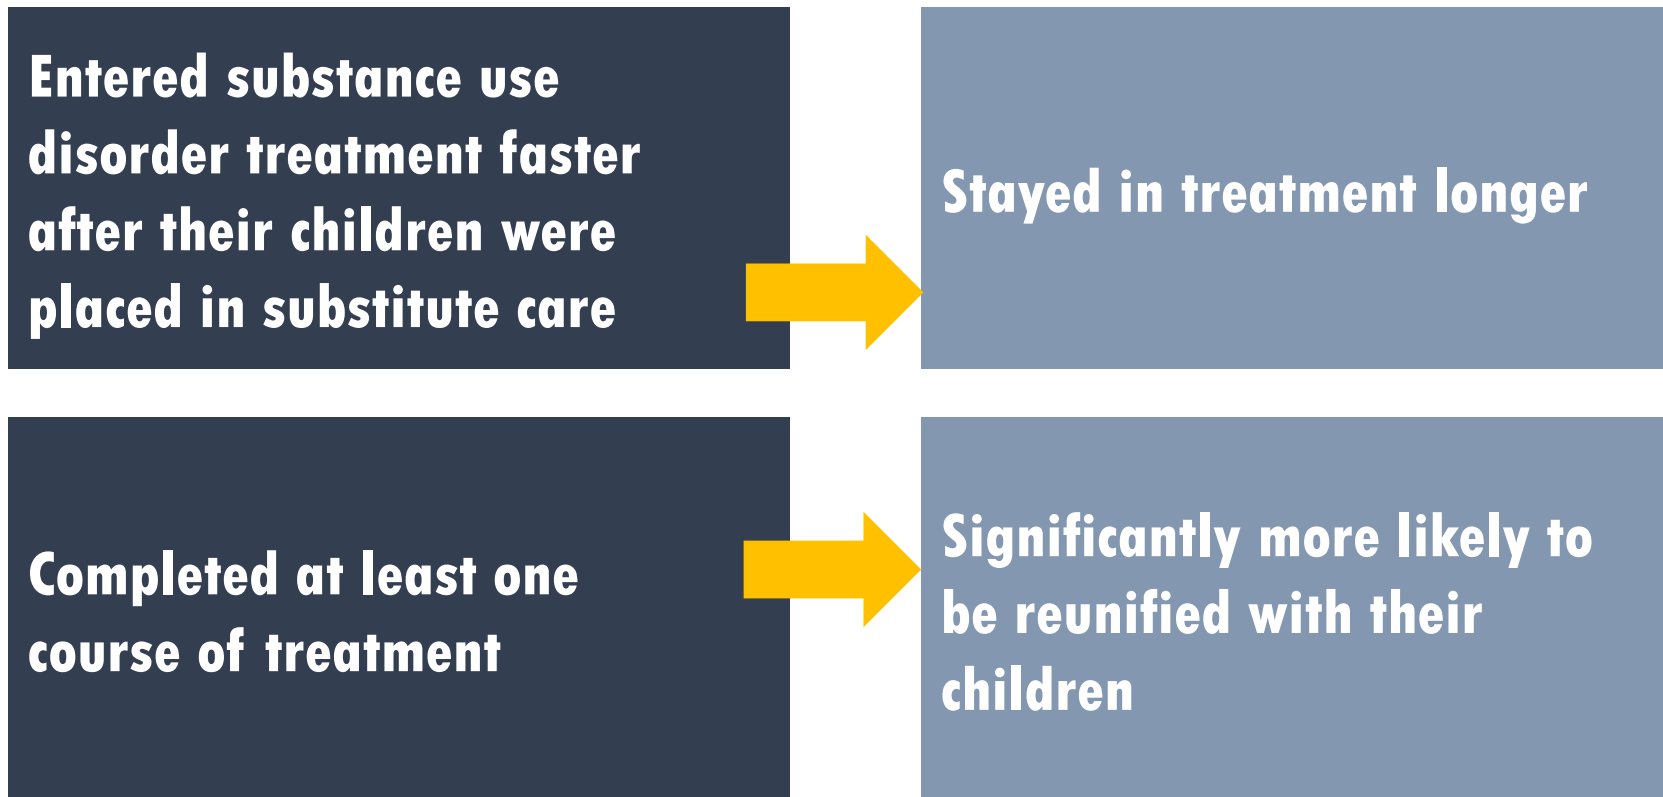 Entered substance use
disorder treatment faster
after their children were
placed in substitute care
Stayed in treatment longer
Completed at least one
course of treatment
Significantly more likely to
be reunified with their
children